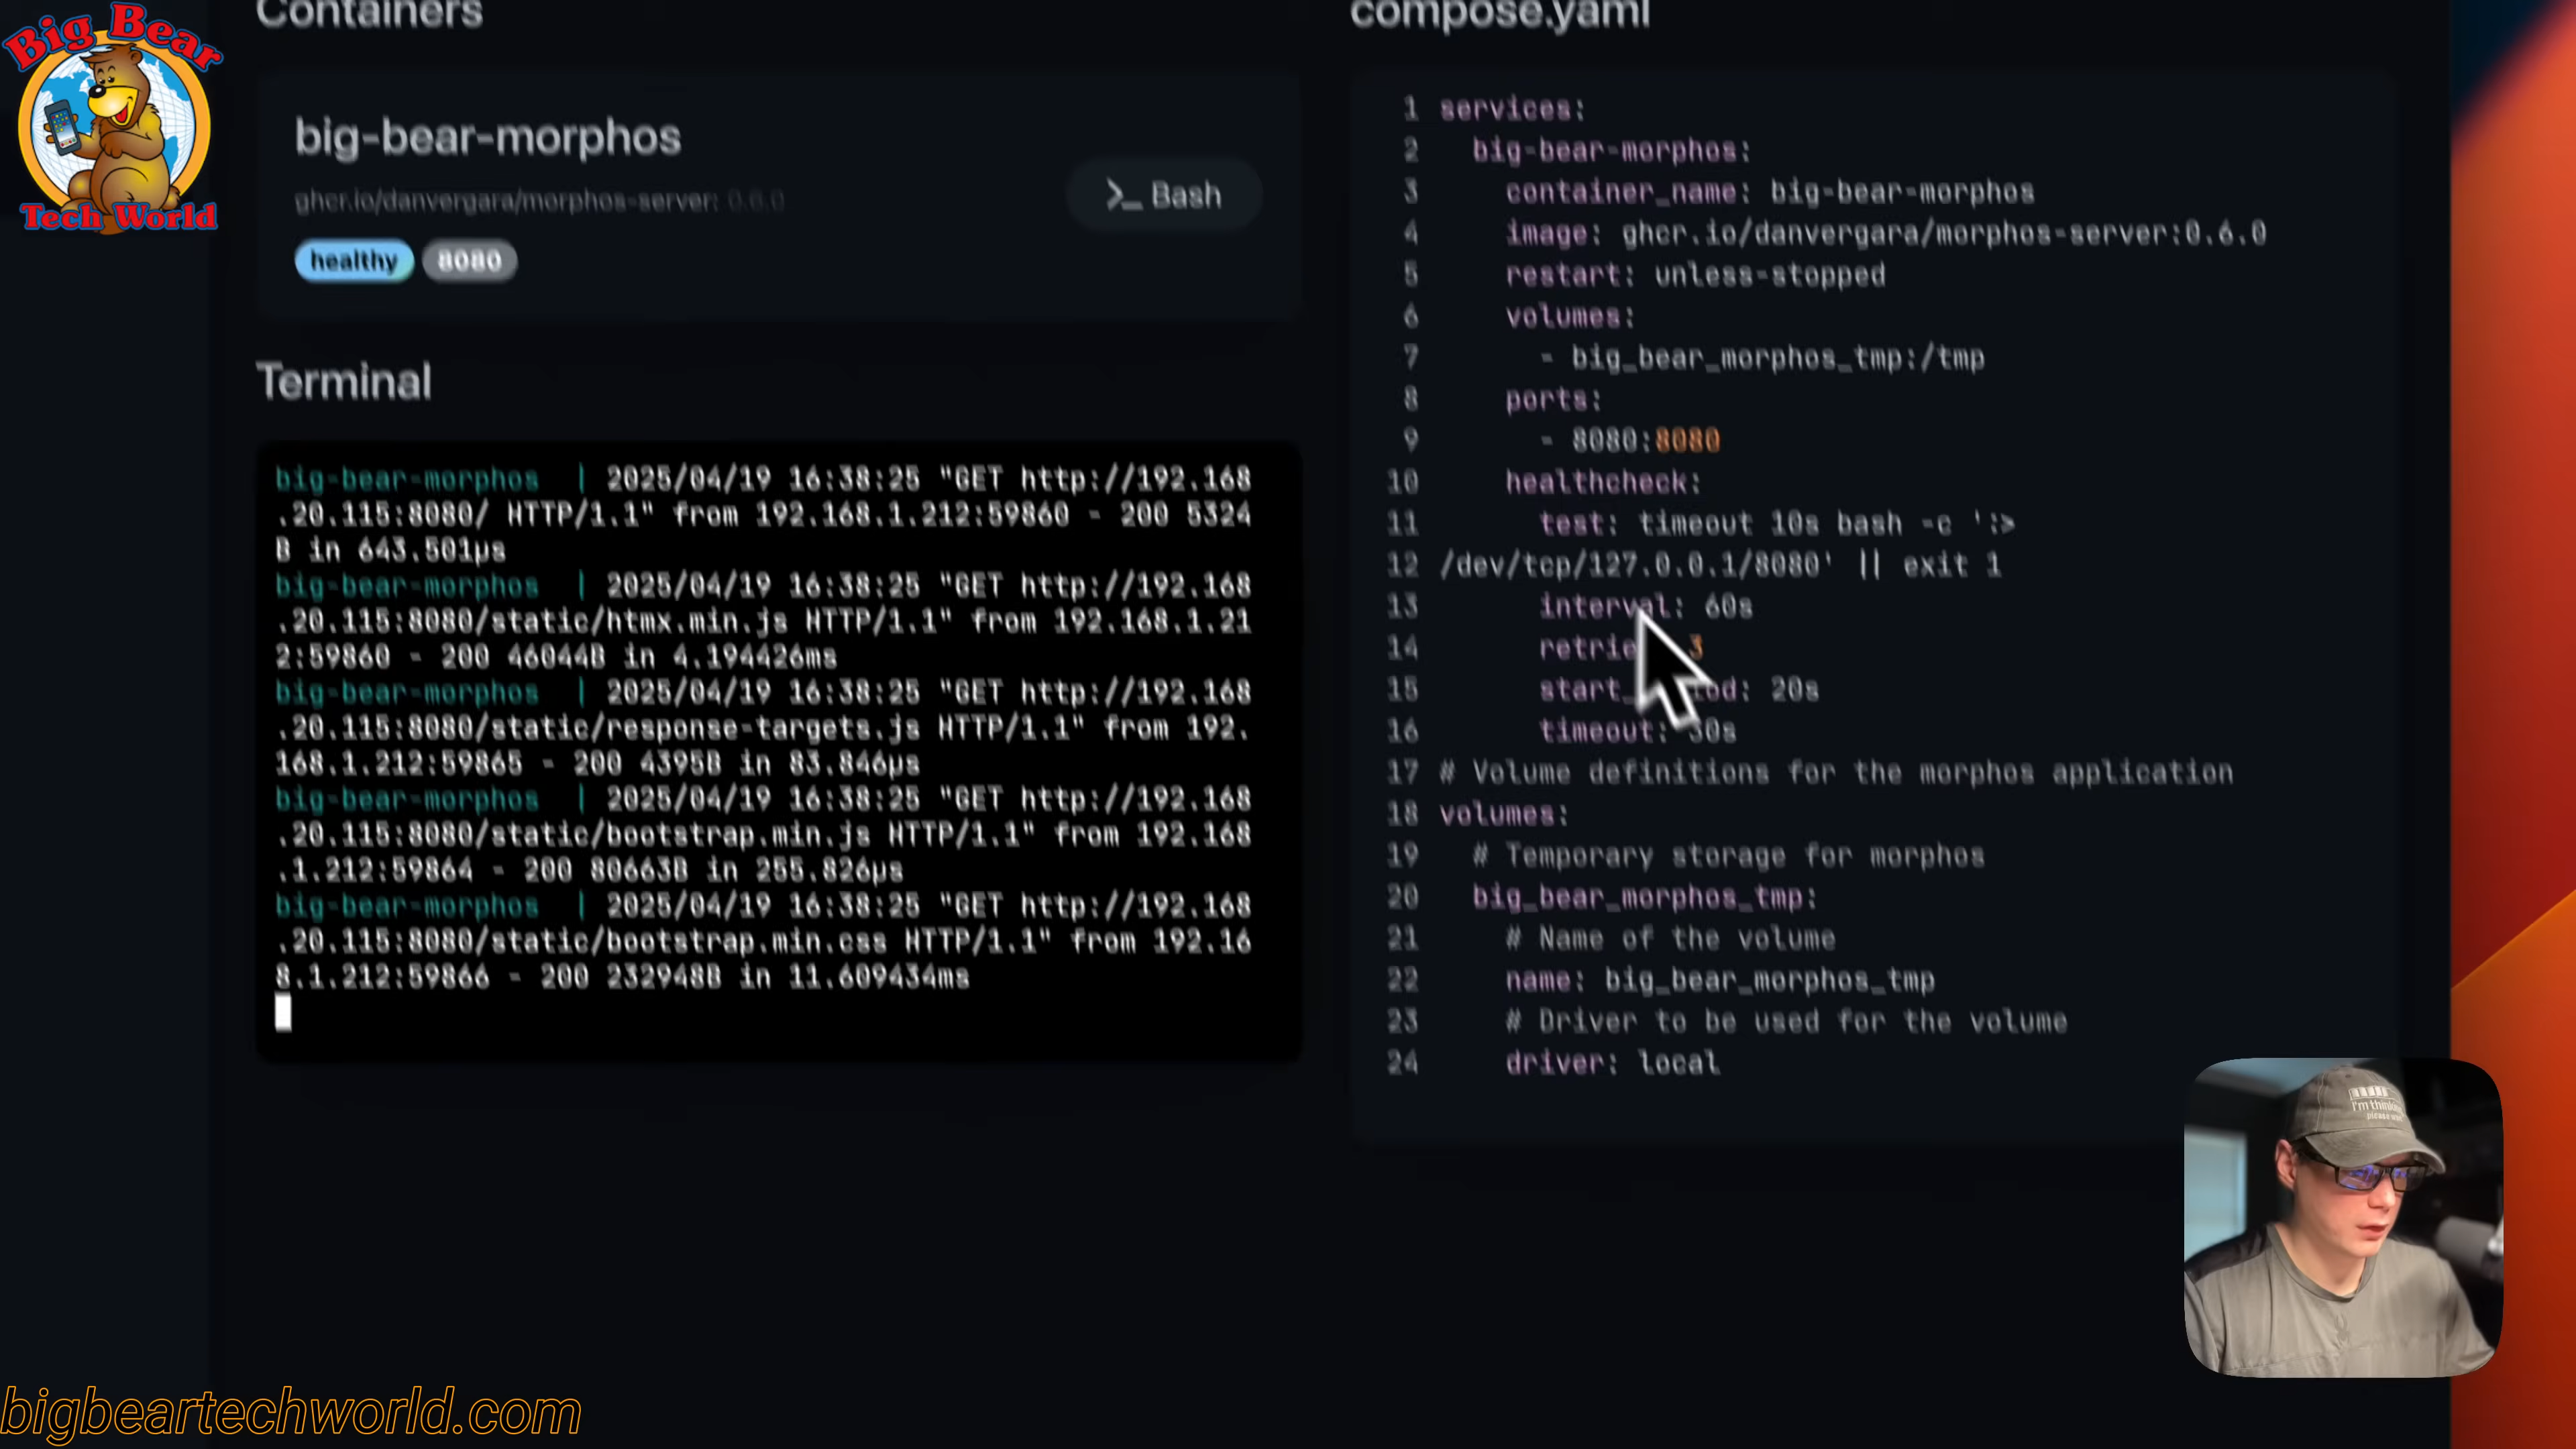 Big Bear
Tech World
Containers
big-bear-morphos
ghcr.io/danvergara/morphos-server: 0.6.0
>_ Bash
healthy 8080
Terminal
big-bear-morphos | 2025/04/19 16:38:25 "GET http://192.168
.20.115:8080/ HTTP/1.1" from 192.168.1.212:59860 - 200 5324
B in 643.501µs
big-bear-morphos | 2025/04/19 16:38:25 "GET http://192.168
.20.115:8080/static/htmx.min.js HTTP/1.1" from 192.168.1.21
2:59860 - 200 46044B in 4.194426ms
big-bear-morphos | 2025/04/19 16:38:25 "GET http://192.168
.20.115:8080/static/response-targets.js HTTP/1.1" from 192.
168.1.212:59865 - 200 4395B in 83.846µs
big-bear-morphos | 2025/04/19 16:38:25 "GET http://192.168
.20.115:8080/static/bootstrap.min.js HTTP/1.1" from 192.168
.1.212:59864 - 200 80663B in 255.826µs
big-bear-morphos | 2025/04/19 16:38:25 "GET http://192.168
.20.115:8080/static/bootstrap.min.css HTTP/1.1" from 192.16
8.1.212:59866 - 200 232948B in 11.609434ms
compose.yaml
1 services:
2 big-bear-morphos:
3 container_name: big-bear-morphos
4 image: ghcr.io/danvergara/morphos-server:0.6.0
5 restart: unless-stopped
6 volumes:
7 - big_bear_morphos_tmp:/tmp
8 ports:
9 - 8080:8080
10 healthcheck:
11 test: timeout 10s bash -c ':>
12 /dev/tcp/127.0.0.1/8080' || exit 1
13 interval: 60s
14 retrie 3
15 start_ od: 20s
16 timeout: 30s
17 # Volume definitions for the morphos application
18 volumes:
19 # Temporary storage for morphos
20 big_bear_morphos_tmp:
21 # Name of the volume
22 name: big_bear_morphos_tmp
23 # Driver to be used for the volume
24 driver: local
I'm thinking
please wait
bigbeartechworld.com